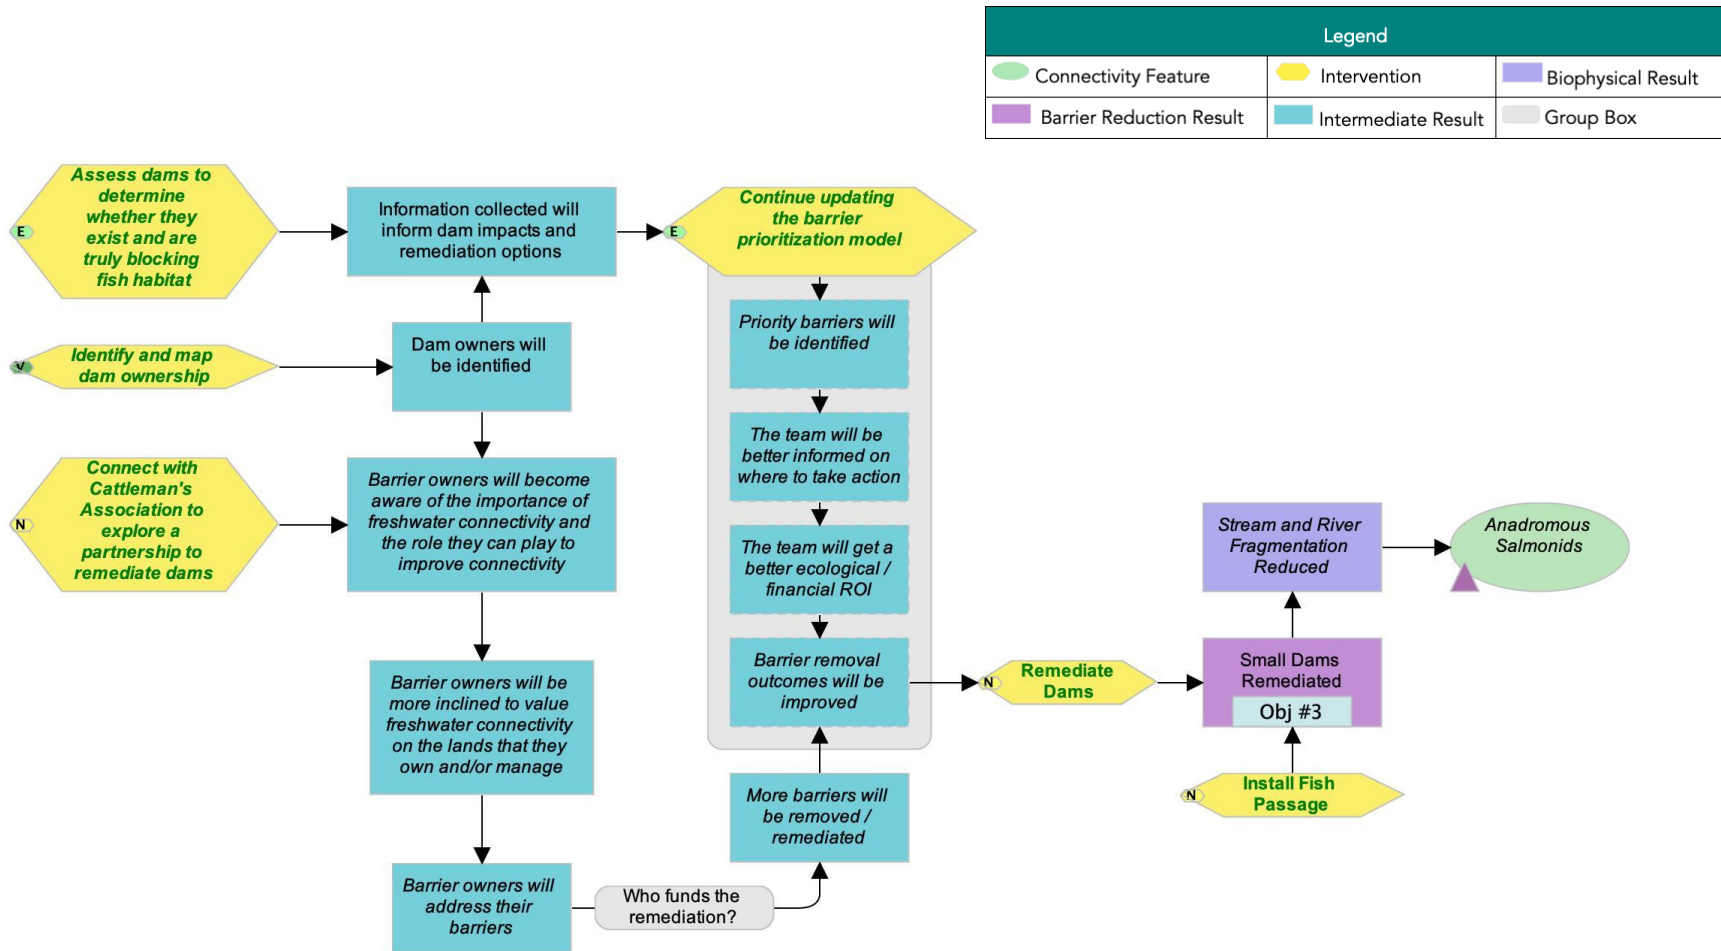 Legend
Connectivity Feature
Intervention
Biophysical Result
Barrier Reduction Result
Intermediate Result
Group Box
Assess dams to
determine
whether they
exist and are
truly blocking
fish habitat
E
Information collected will
inform dam impacts and
remediation options
E
Continue updating
the barrier
prioritization model
Identify and map
dam ownership
V
Dam owners will
be identified
Priority barriers will
be identified
The team will be
better informed on
where to take action
Connect with
Cattleman's
Association to
explore a
partnership to
remediate dams
N
Barrier owners will become
aware of the importance of
freshwater connectivity and
the role they can play to
improve connectivity
The team will get a
better ecological /
financial ROI
Stream and River
Fragmentation
Reduced
Anadromous
Salmonids
Barrier owners will be
more inclined to value
freshwater connectivity
on the lands that they
own and/or manage
Barrier removal
outcomes will be
improved
N
Remediate
Dams
Small Dams
Remediated
Obj #3
More barriers will
be removed /
remediated
N
Install Fish
Passage
Barrier owners will
address their
barriers
Who funds the
remediation?